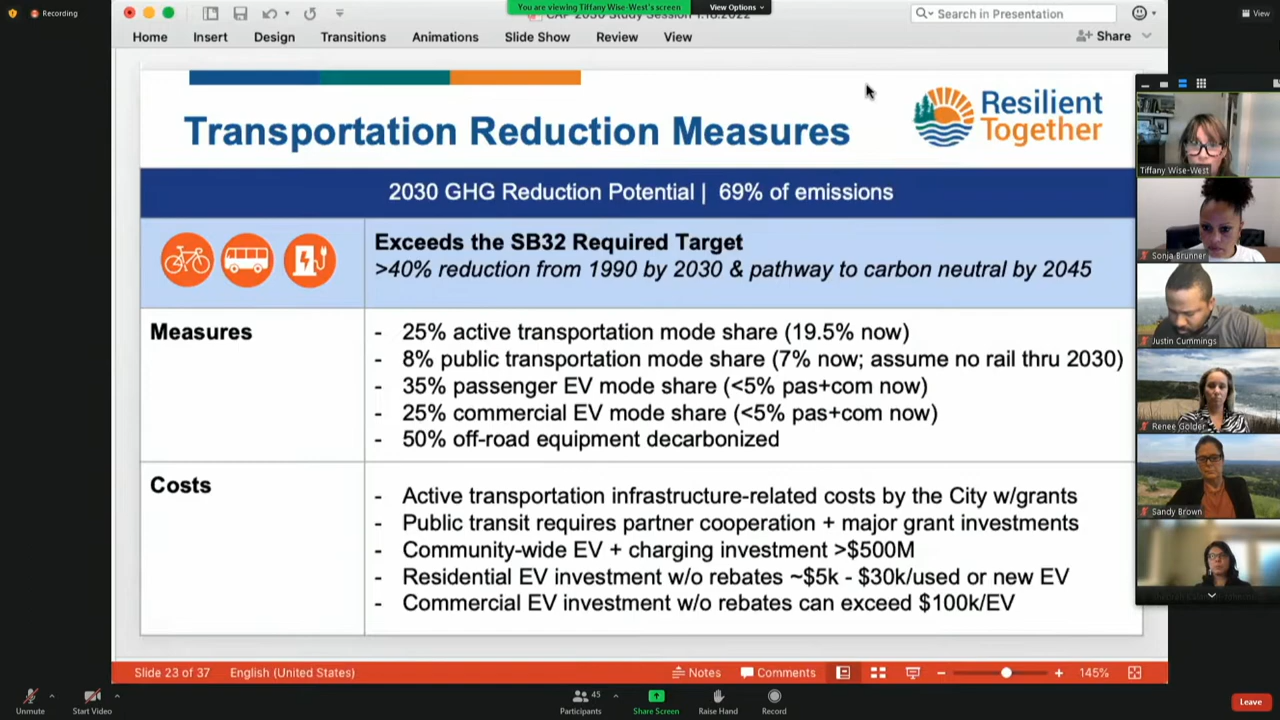 Recording
You are viewing Tiffany Wise-West's screen
View Options
CAP 2030 Study Session 1.18.2022
Search in Presentation
View
Home
Insert
Design
Transitions
Animations
Slide Show
Review
View
Share
Transportation Reduction Measures
Resilient
Together
2030 GHG Reduction Potential | 69% of emissions
Exceeds the SB32 Required Target
>40% reduction from 1990 by 2030 & pathway to carbon neutral by 2045
Measures
- 25% active transportation mode share (19.5% now)
- 8% public transportation mode share (7% now; assume no rail thru 2030)
- 35% passenger EV mode share (<5% pas+com now)
- 25% commercial EV mode share (<5% pas+com now)
- 50% off-road equipment decarbonized
Costs
- Active transportation infrastructure-related costs by the City w/grants
- Public transit requires partner cooperation + major grant investments
- Community-wide EV + charging investment >$500M
- Residential EV investment w/o rebates ~$5k - $30k/used or new EV
- Commercial EV investment w/o rebates can exceed $100k/EV
Tiffany Wise-West
Sonja Brunner
Justin Cummings
Renee Golder
Sandy Brown
Slide 23 of 37
English (United States)
Notes
Comments
145%
Unmute
Start Video
45
Participants
Share Screen
Raise Hand
Record
Leave